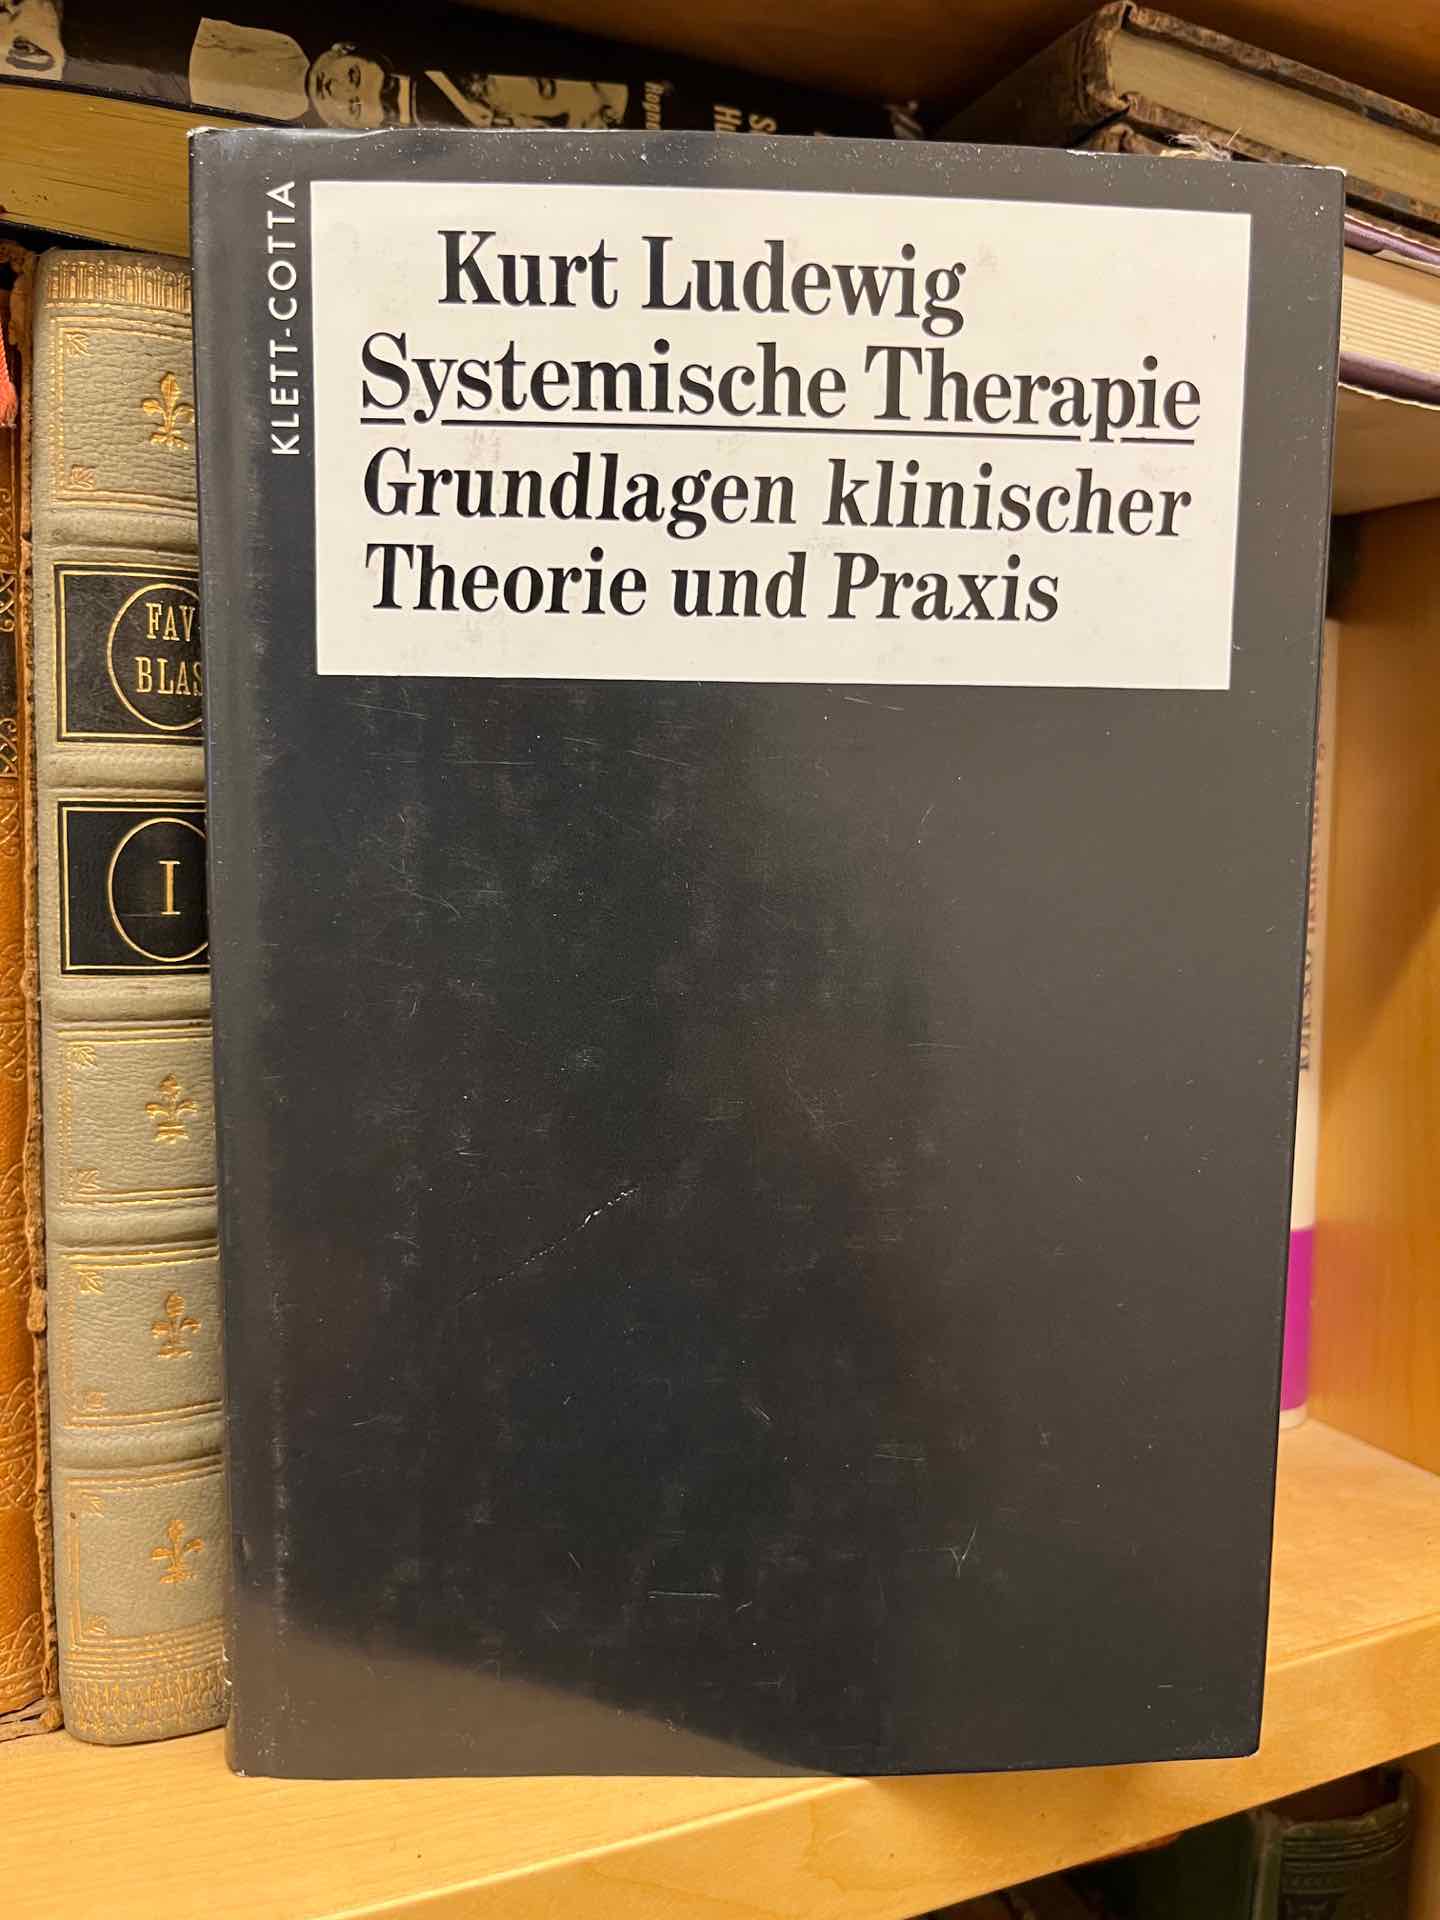 KLETT-COTTA
Kurt Ludewig
Systemische Therapie
Grundlagen klinischer
Theorie und Praxis
FAV
BLAS
I